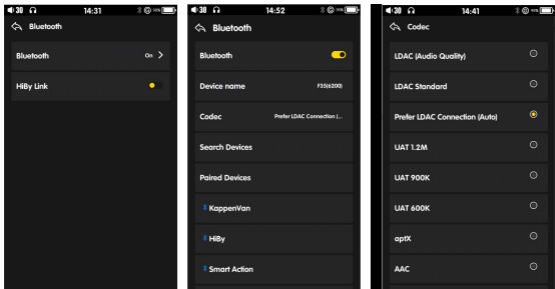 30 14:31
Bluetooth
Bluetooth On
HiBy Link
30 14:52
Bluetooth
Bluetooth
Device name F35(6200)
Codec Prefer LDAC Connection (...
Search Devices
Paired Devices
KappenVan
HiBy
Smart Action
30 14:41
Codec
LDAC (Audio Quality)
LDAC Standard
Prefer LDAC Connection (Auto)
UAT 1.2M
UAT 900K
UAT 600K
aptX
AAC